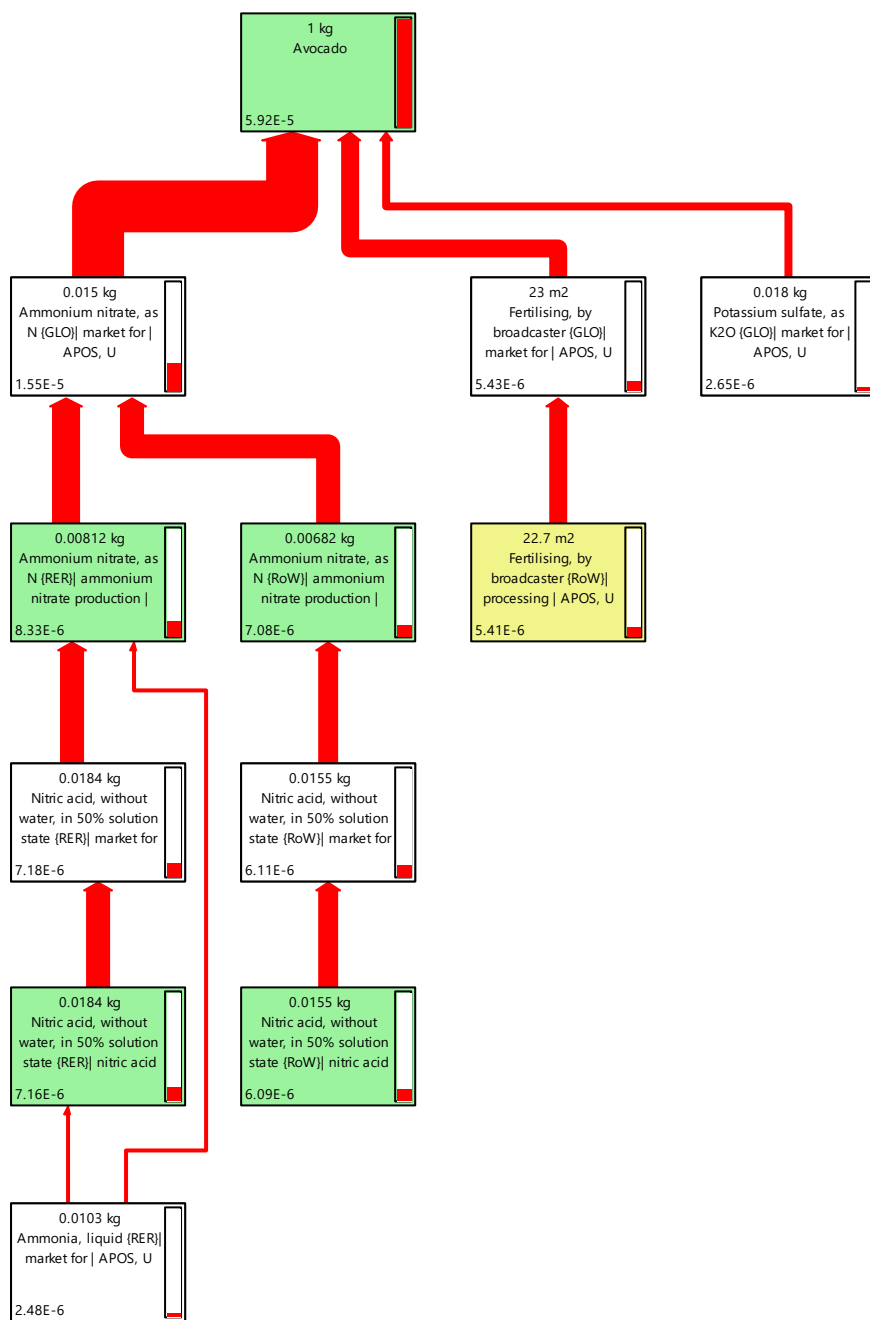 1 kg
Avocado
5.92E-5
0.015 kg
Ammonium nitrate, as
N {GLO}| market for |
APOS, U
1.55E-5
23 m2
Fertilising, by
broadcaster {GLO}|
market for | APOS, U
5.43E-6
0.018 kg
Potassium sulfate, as
K2O {GLO}| market for |
APOS, U
2.65E-6
0.00812 kg
Ammonium nitrate, as
N {RER}| ammonium
nitrate production |
8.33E-6
0.00682 kg
Ammonium nitrate, as
N {RoW}| ammonium
nitrate production |
7.08E-6
22.7 m2
Fertilising, by
broadcaster {RoW}|
processing | APOS, U
5.41E-6
0.0184 kg
Nitric acid, without
water, in 50% solution
state {RER}| market for
7.18E-6
0.0155 kg
Nitric acid, without
water, in 50% solution
state {RoW}| market for
6.11E-6
0.0184 kg
Nitric acid, without
water, in 50% solution
state {RER}| nitric acid
7.16E-6
0.0155 kg
Nitric acid, without
water, in 50% solution
state {RoW}| nitric acid
6.09E-6
0.0103 kg
Ammonia, liquid {RER}|
market for | APOS, U
2.48E-6